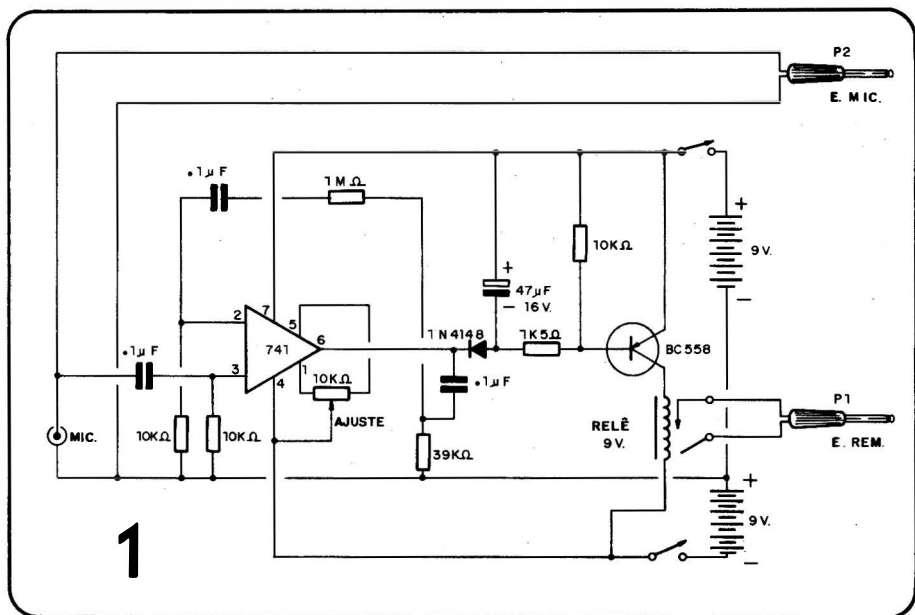 P2
E. MIC.
.1µF
1MΩ
+
9V.
−
10KΩ
+
47µF
− 16V.
2
7
5
741
6
3
4
1
1N4148
1K5Ω
BC558
.1µF
10KΩ
AJUSTE
.1µF
MIC.
10KΩ
10KΩ
39KΩ
RELÊ
9V.
P1
E. REM.
+
9V.
−
1